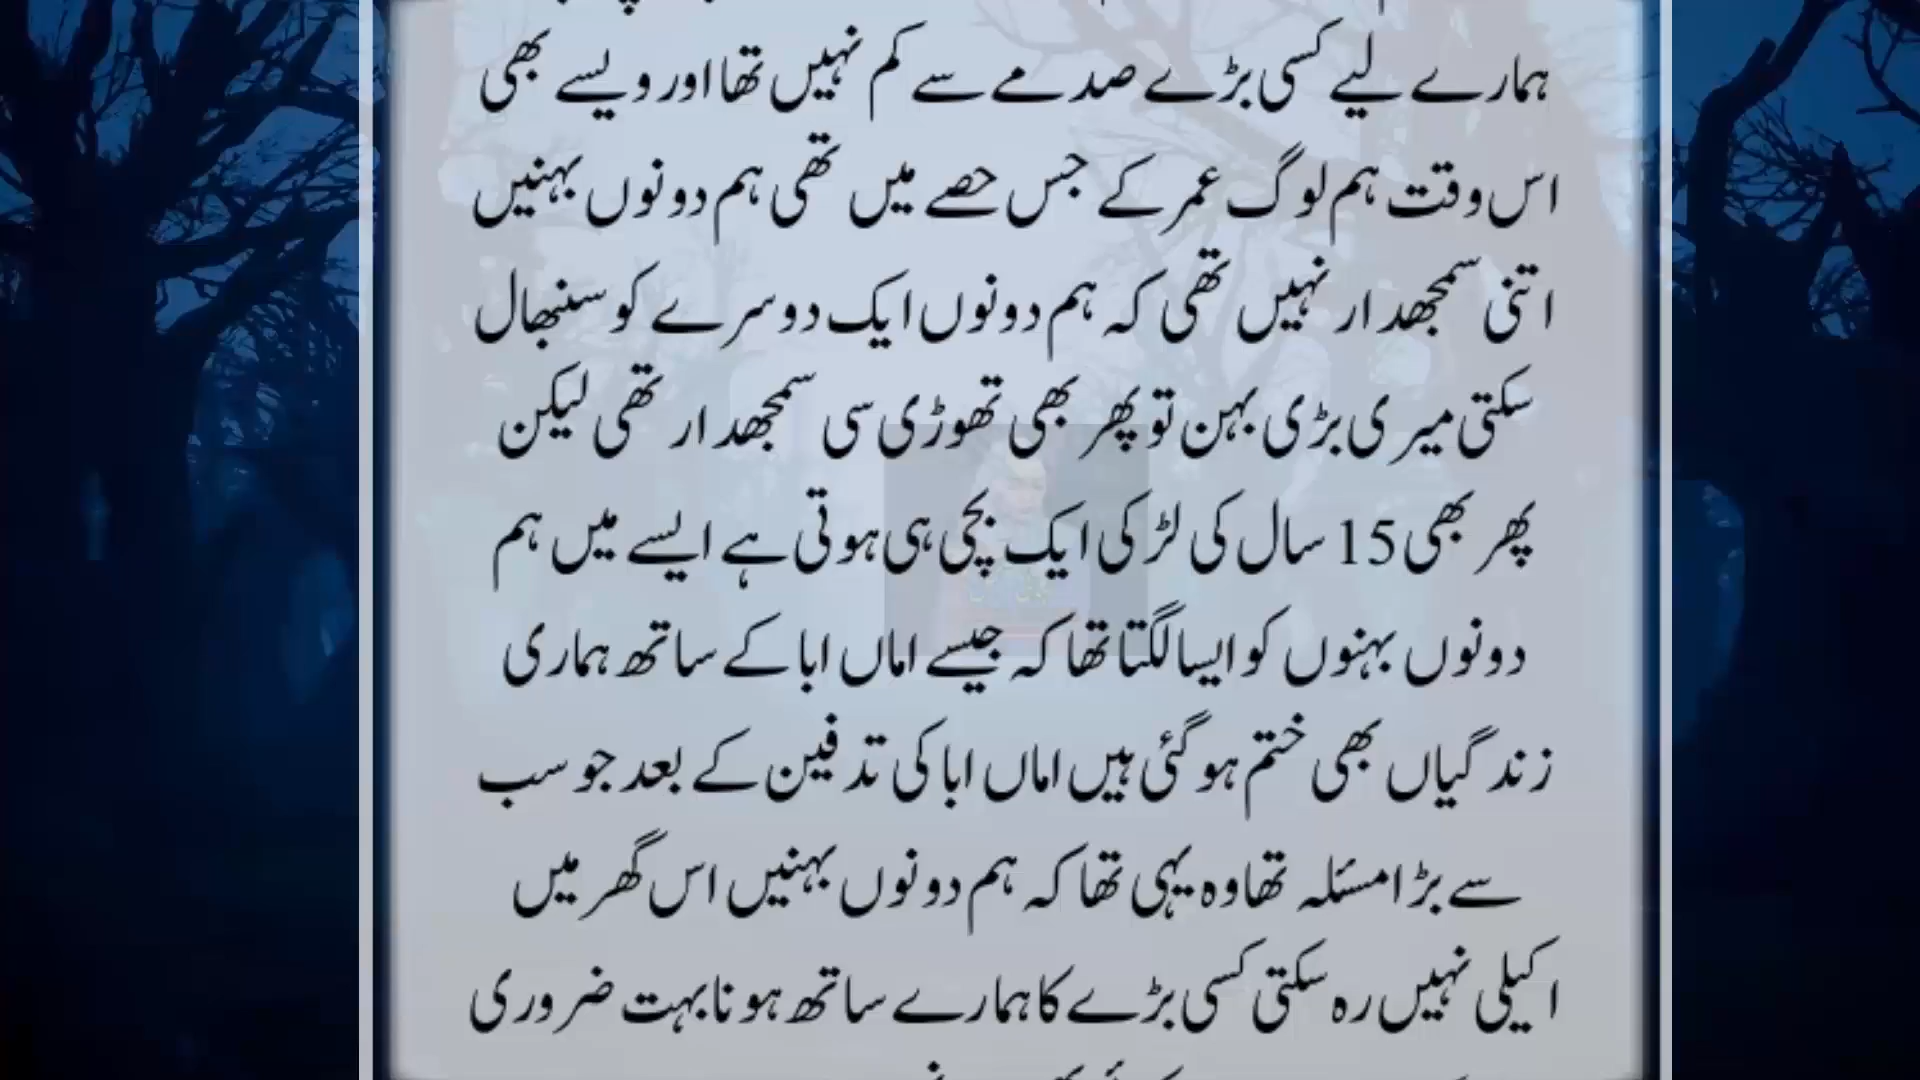 ہمارے لیے کسی بڑے صدمے سے کم نہیں تھا اور ویسے بھی
اس وقت ہم لوگ عمر کے جس حصے میں تھی ہم دونوں بہنیں
اتنی سمجھدار نہیں تھی کہ ہم دونوں ایک دوسرے کو سنبھال
سکتی میری بڑی بہن تو پھر بھی تھوڑی سی سمجھدار تھی لیکن
پھر بھی 15 سال کی لڑکی ایک بچی ہی ہوتی ہے ایسے میں ہم
دونوں بہنوں کو ایسا لگتا تھا کہ جیسے اماں ابا کے ساتھ ہماری
زندگیاں بھی ختم ہو گئی ہیں اماں ابا کی تدفین کے بعد جو سب
سے بڑا مسئلہ تھا وہ یہی تھا کہ ہم دونوں بہنیں اس گھر میں
اکیلی نہیں رہ سکتی کسی بڑے کا ہمارے ساتھ ہونا بہت ضروری